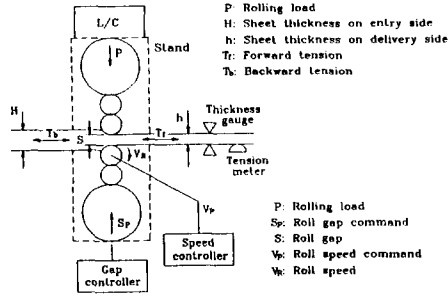 L/C
P: Rolling load
H: Sheet thickness on entry side
h: Sheet thickness on delivery side
Tf: Forward tension
Tb: Backward tension
Stand
P
H
Tb
S
Tf
h
Thickness
gauge
VR
Tension
meter
VP
SP
Speed
controller
Gap
controller
P: Rolling load
SP: Roll gap command
S: Roll gap
VP: Roll speed command
VR: Roll speed